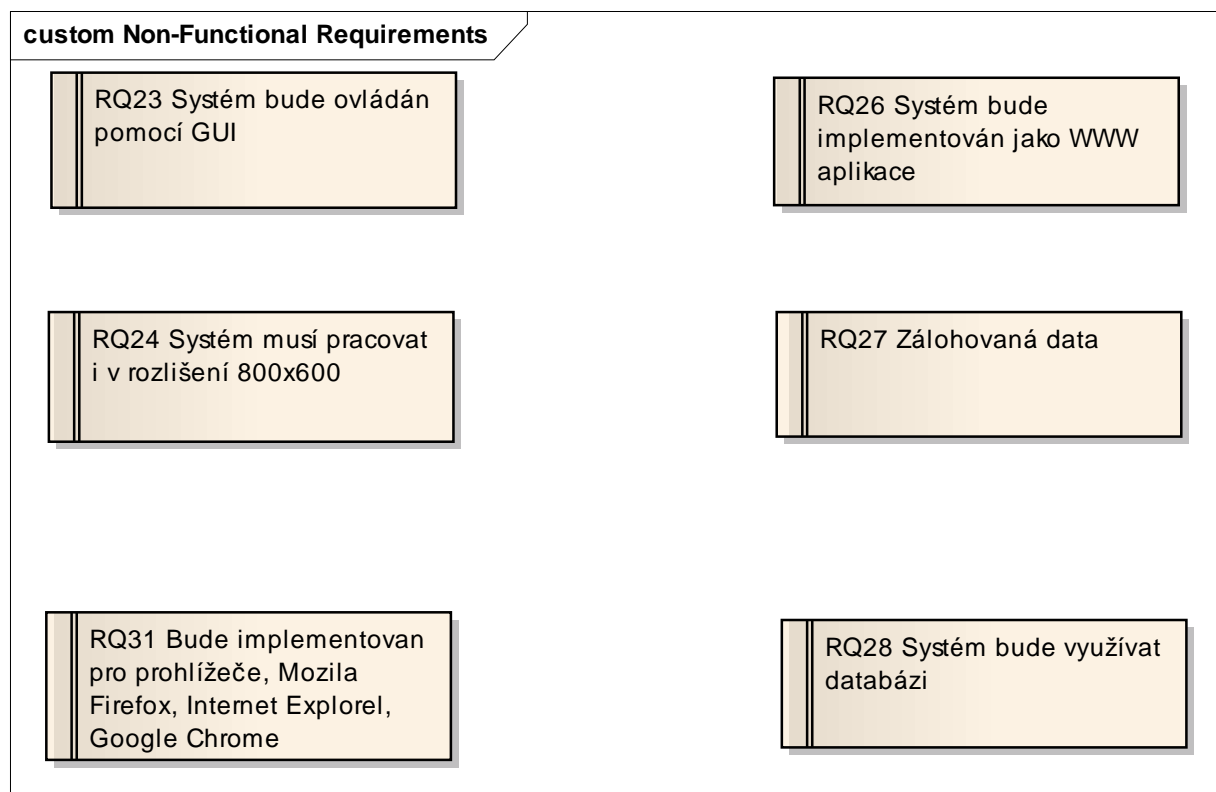 custom Non-Functional Requirements
RQ23 Systém bude ovládán
pomocí GUI
RQ26 Systém bude
implementován jako WWW
aplikace
RQ24 Systém musí pracovat
i v rozlišení 800x600
RQ27 Zálohovaná data
RQ31 Bude implementovan
pro prohlížeče, Mozila
Firefox, Internet Explorel,
Google Chrome
RQ28 Systém bude využívat
databázi